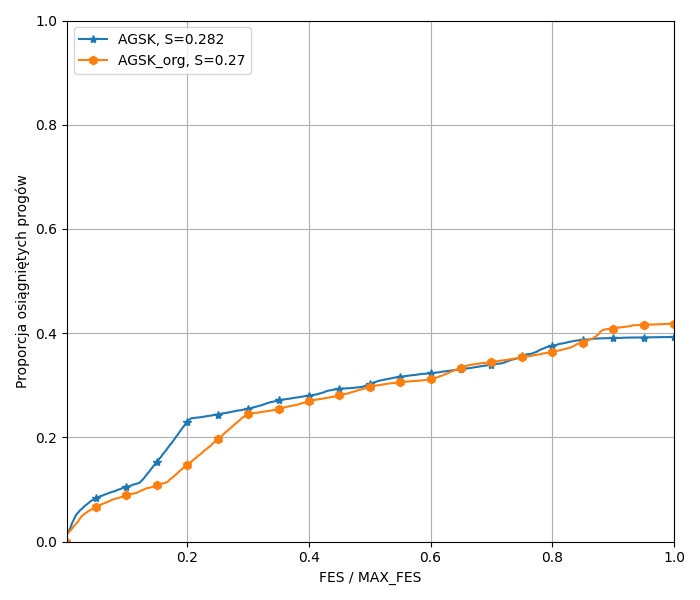 AGSK, S=0.282
AGSK_org, S=0.27
1.0
0.8
0.6
0.4
0.2
0.0
Proporcja osiągniętych progów
0.2 0.4 0.6 0.8 1.0
FES / MAX_FES